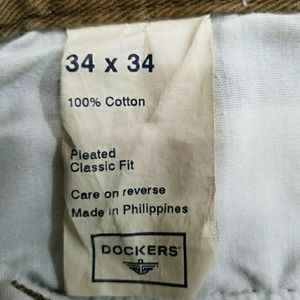 34 x 34
100% Cotton
Pleated
Classic Fit
Care on reverse
Made in Philippines
DOCKERS®